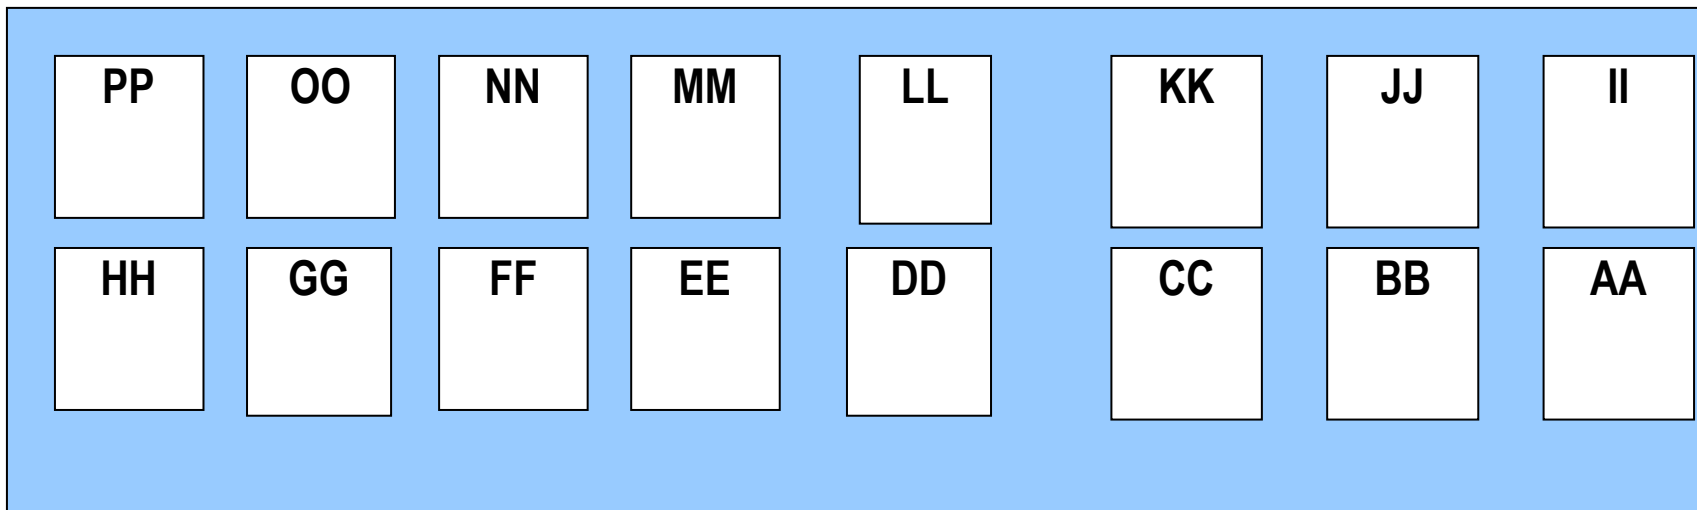 PP OO NN MM LL KK JJ II
HH GG FF EE DD CC BB AA